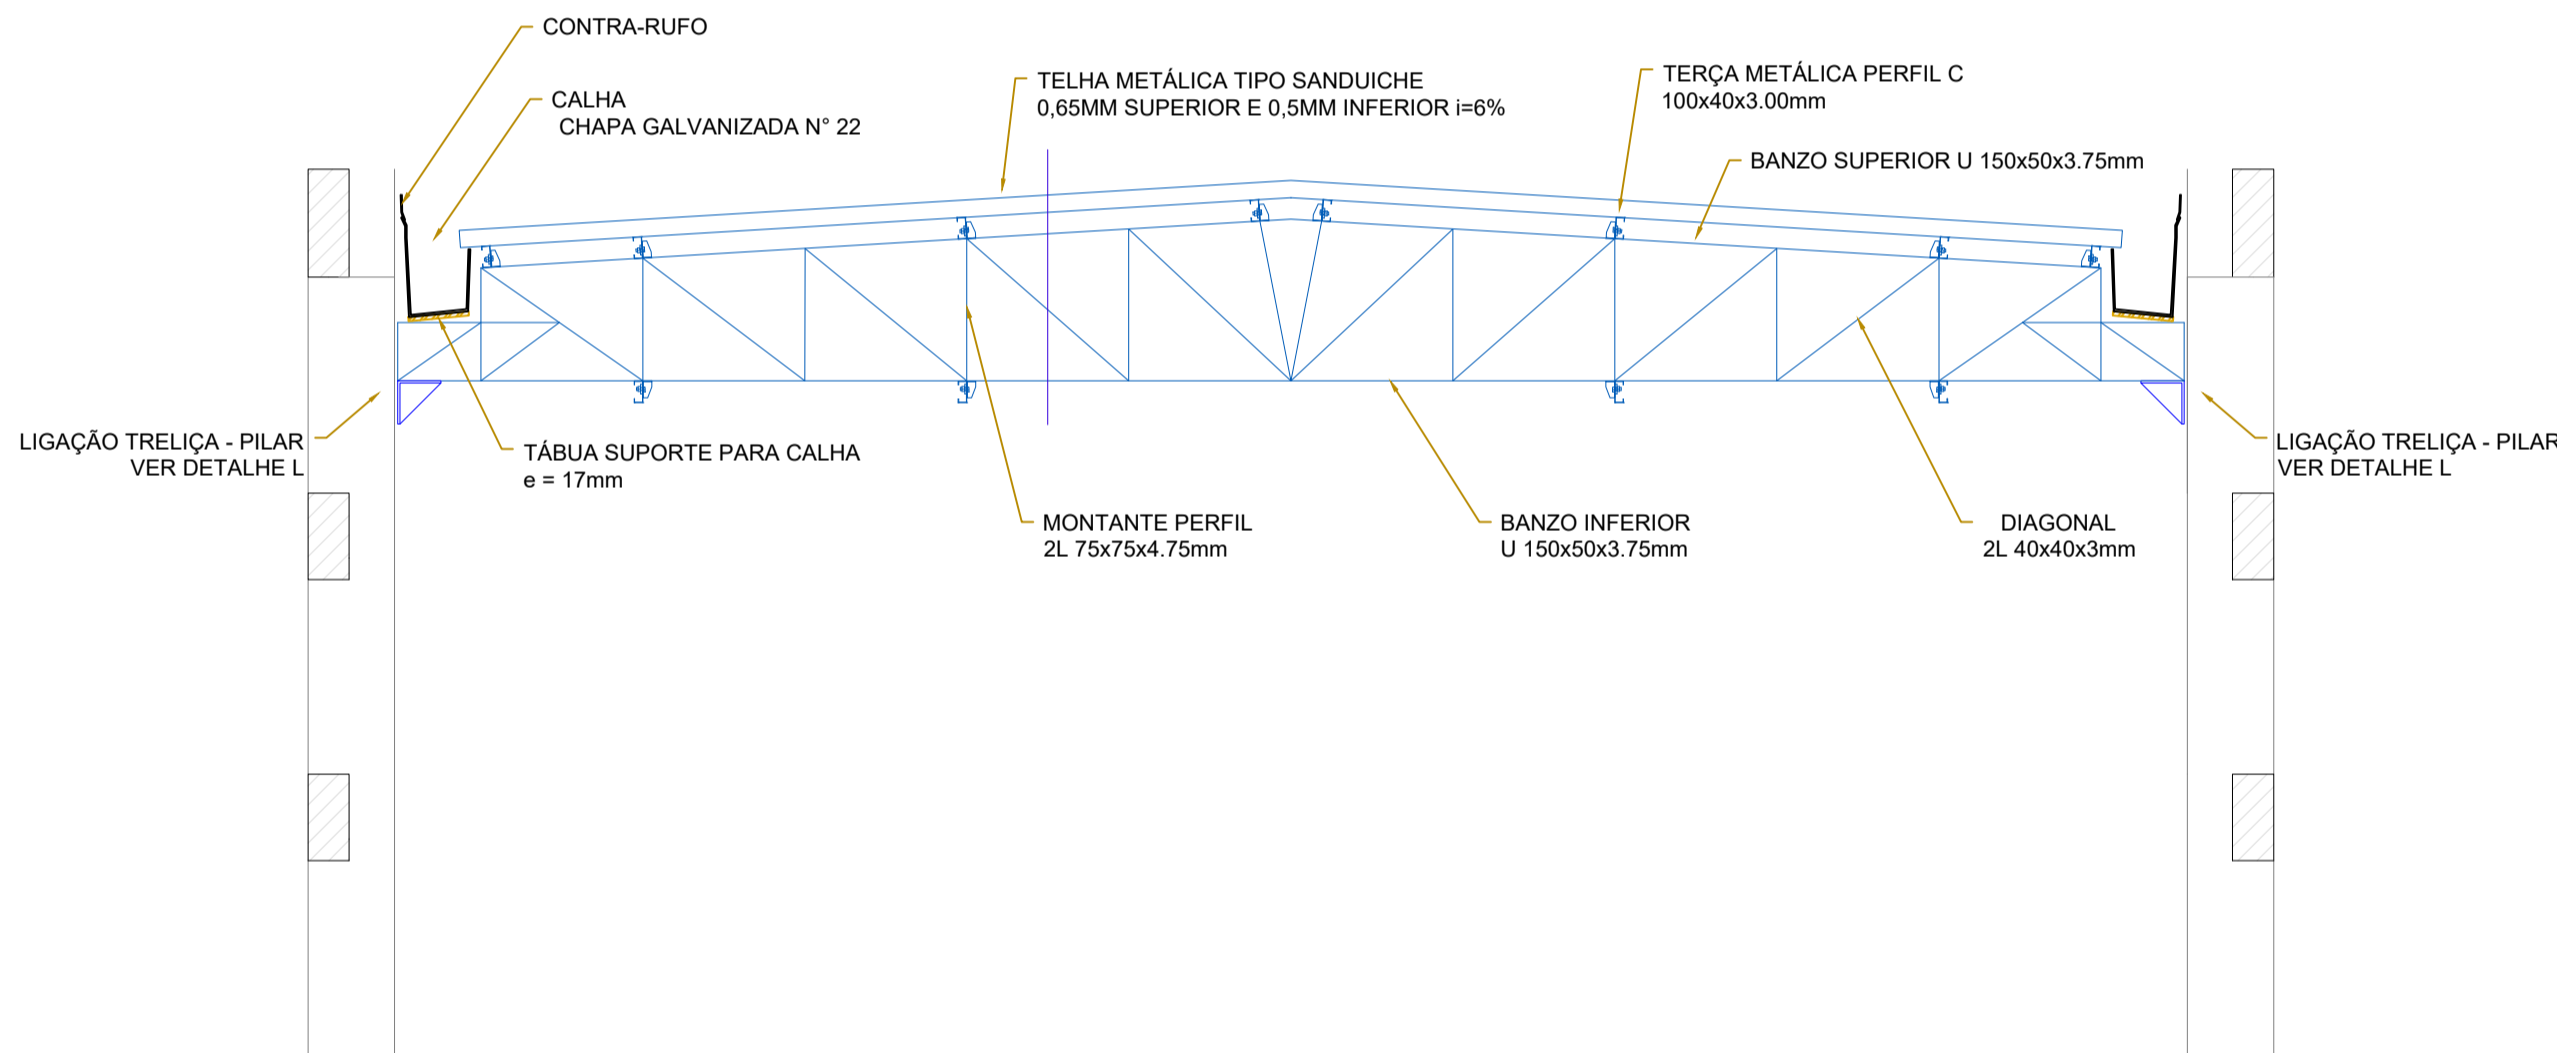 CONTRA-RUFO
CALHA
CHAPA GALVANIZADA N° 22
TELHA METÁLICA TIPO SANDUICHE
0,65MM SUPERIOR E 0,5MM INFERIOR i=6%
TERÇA METÁLICA PERFIL C
100x40x3.00mm
BANZO SUPERIOR U 150x50x3.75mm
LIGAÇÃO TRELIÇA - PILAR
VER DETALHE L
TÁBUA SUPORTE PARA CALHA
e = 17mm
MONTANTE PERFIL
2L 75x75x4.75mm
BANZO INFERIOR
U 150x50x3.75mm
DIAGONAL
2L 40x40x3mm
LIGAÇÃO TRELIÇA - PILAR
VER DETALHE L